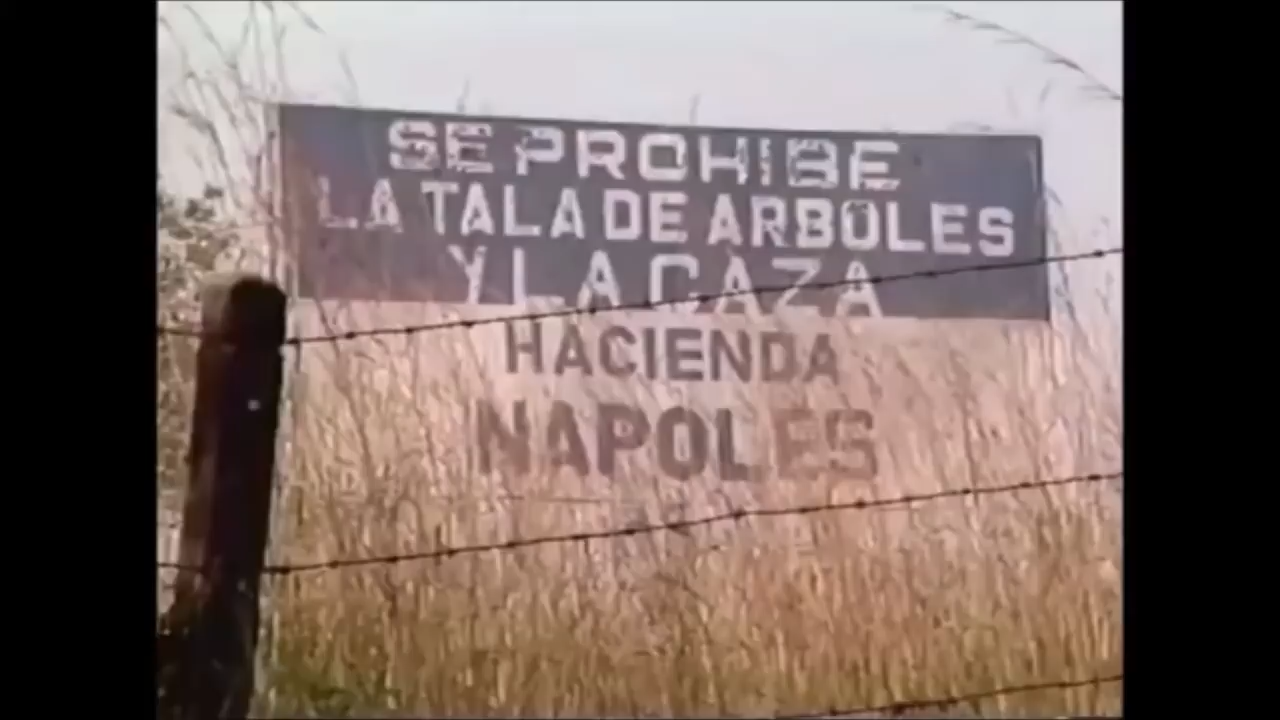 SE PROHIBE
LA TALA DE ARBOLES
Y LA CAZA
HACIENDA
NAPOLES